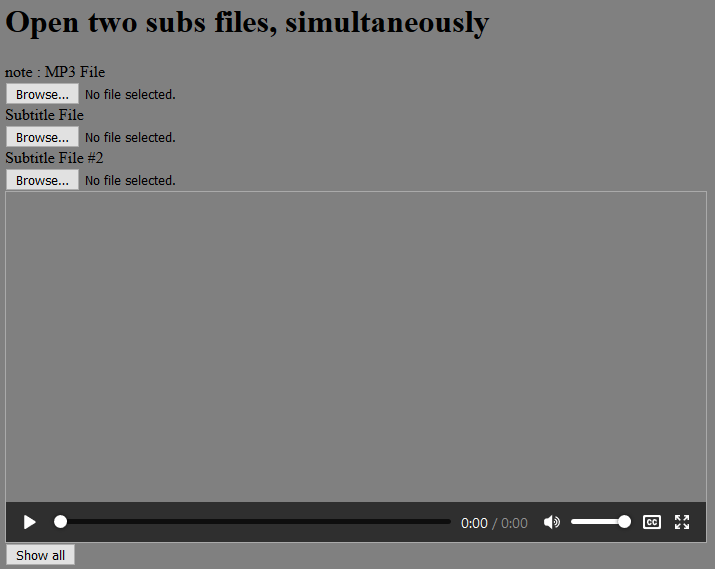 Open two subs files, simultaneously
note : MP3 File
Browse... No file selected.
Subtitle File
Browse... No file selected.
Subtitle File #2
Browse... No file selected.
0:00 / 0:00 CC
Show all